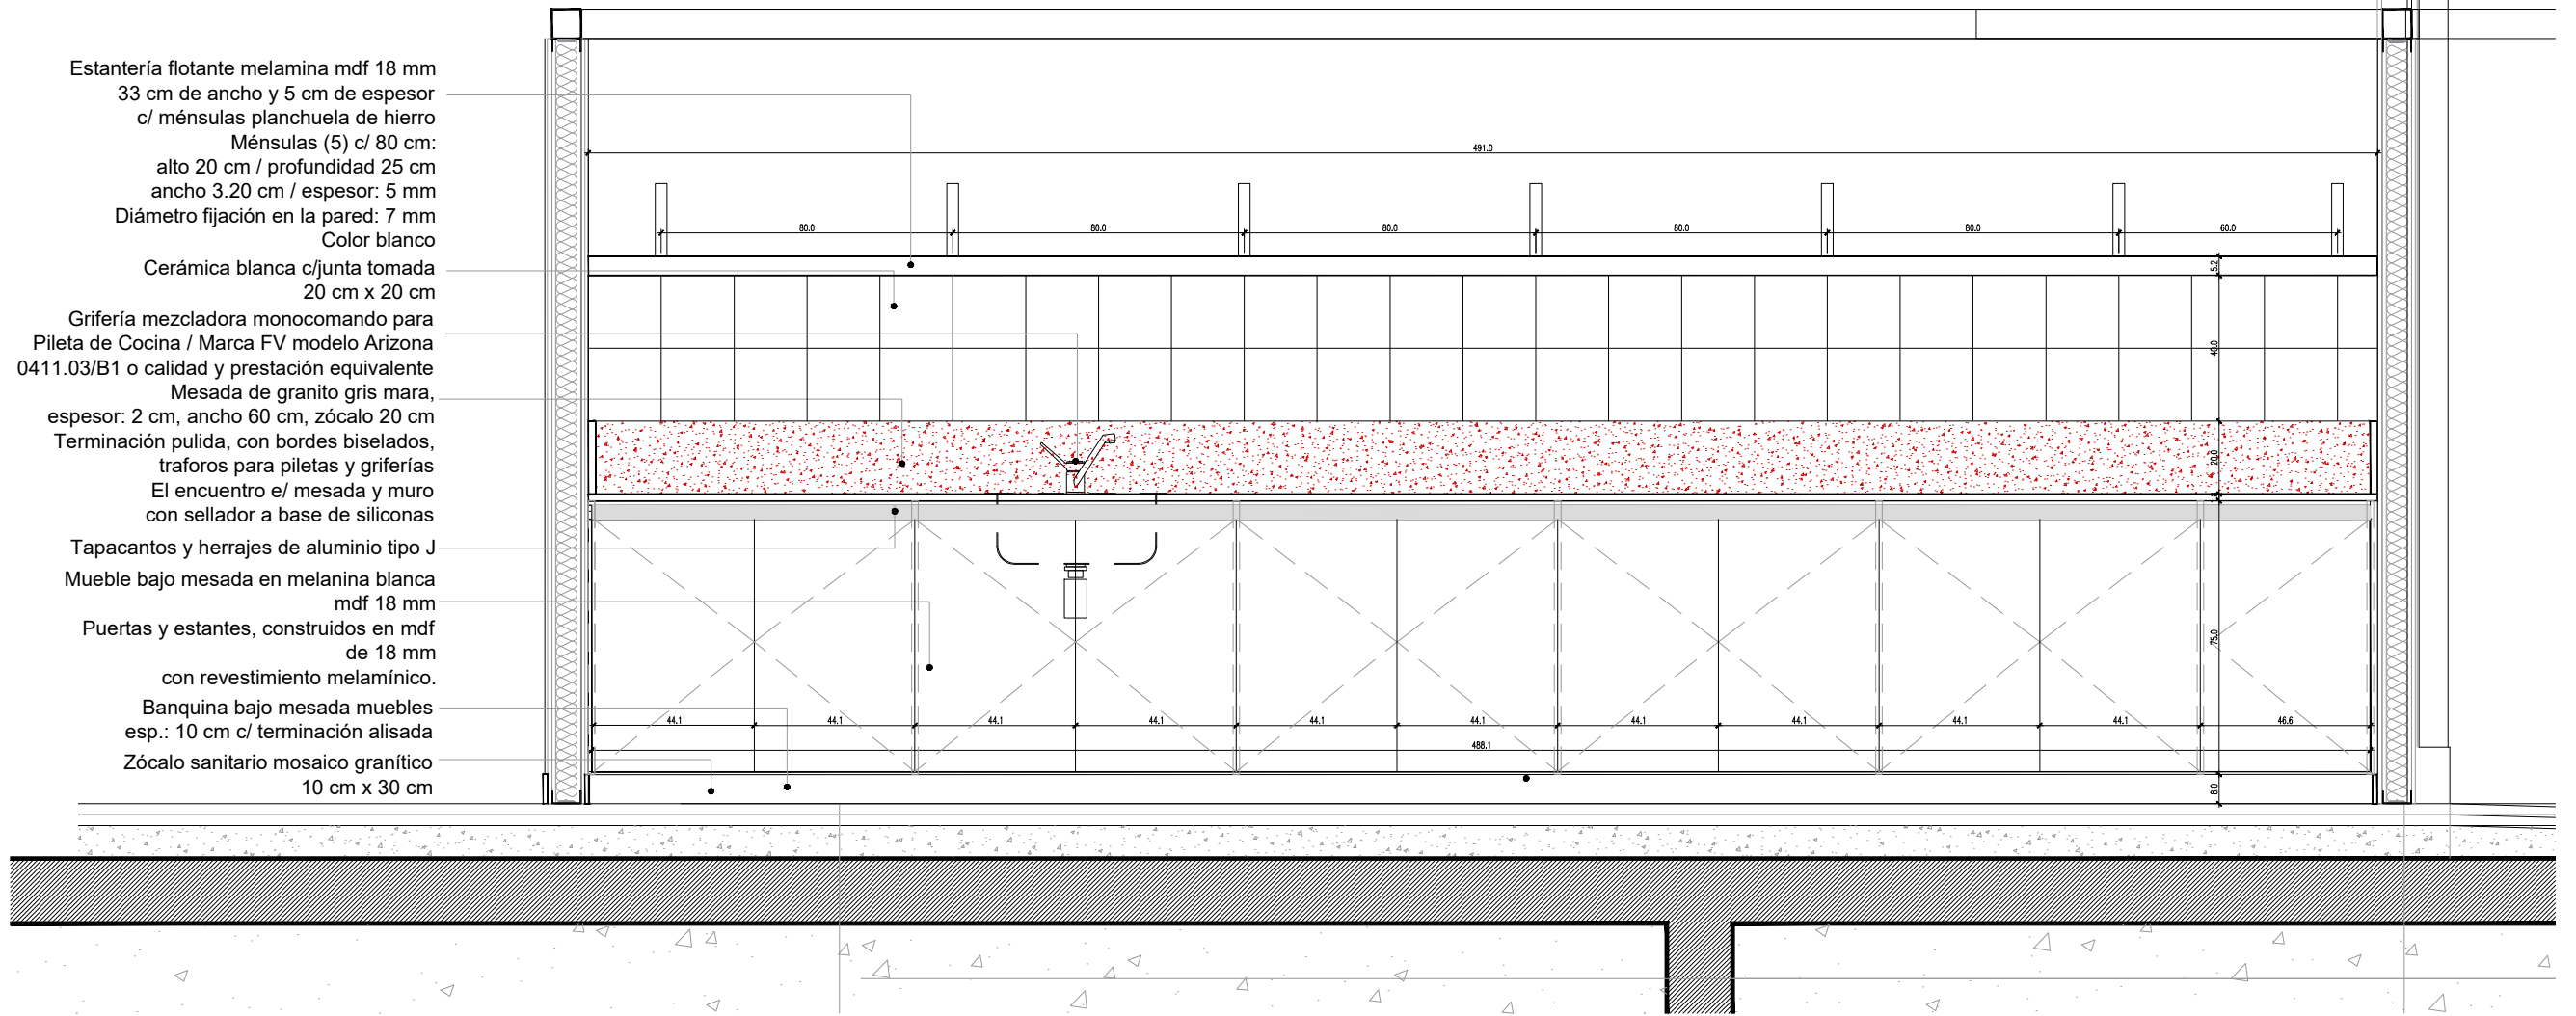 Estantería flotante melamina mdf 18 mm
33 cm de ancho y 5 cm de espesor
c/ ménsulas planchuela de hierro
Ménsulas (5) c/ 80 cm:
alto 20 cm / profundidad 25 cm
ancho 3.20 cm / espesor: 5 mm
Diámetro fijación en la pared: 7 mm
Color blanco
Cerámica blanca c/junta tomada
20 cm x 20 cm
Grifería mezcladora monocomando para
Pileta de Cocina / Marca FV modelo Arizona
0411.03/B1 o calidad y prestación equivalente
Mesada de granito gris mara,
espesor: 2 cm, ancho 60 cm, zócalo 20 cm
Terminación pulida, con bordes biselados,
traforos para piletas y griferías
El encuentro e/ mesada y muro
con sellador a base de siliconas
Tapacantos y herrajes de aluminio tipo J
Mueble bajo mesada en melanina blanca
mdf 18 mm
Puertas y estantes, construidos en mdf
de 18 mm
con revestimiento melamínico.
Banquina bajo mesada muebles
esp.: 10 cm c/ terminación alisada
Zócalo sanitario mosaico granítico
10 cm x 30 cm
491.0
80.0 80.0 80.0 80.0 80.0 60.0
5.2
40.0
20.0
75.0
44.1 44.1 44.1 44.1 44.1 44.1 44.1 44.1 44.1 44.1 46.6
488.1
8.0